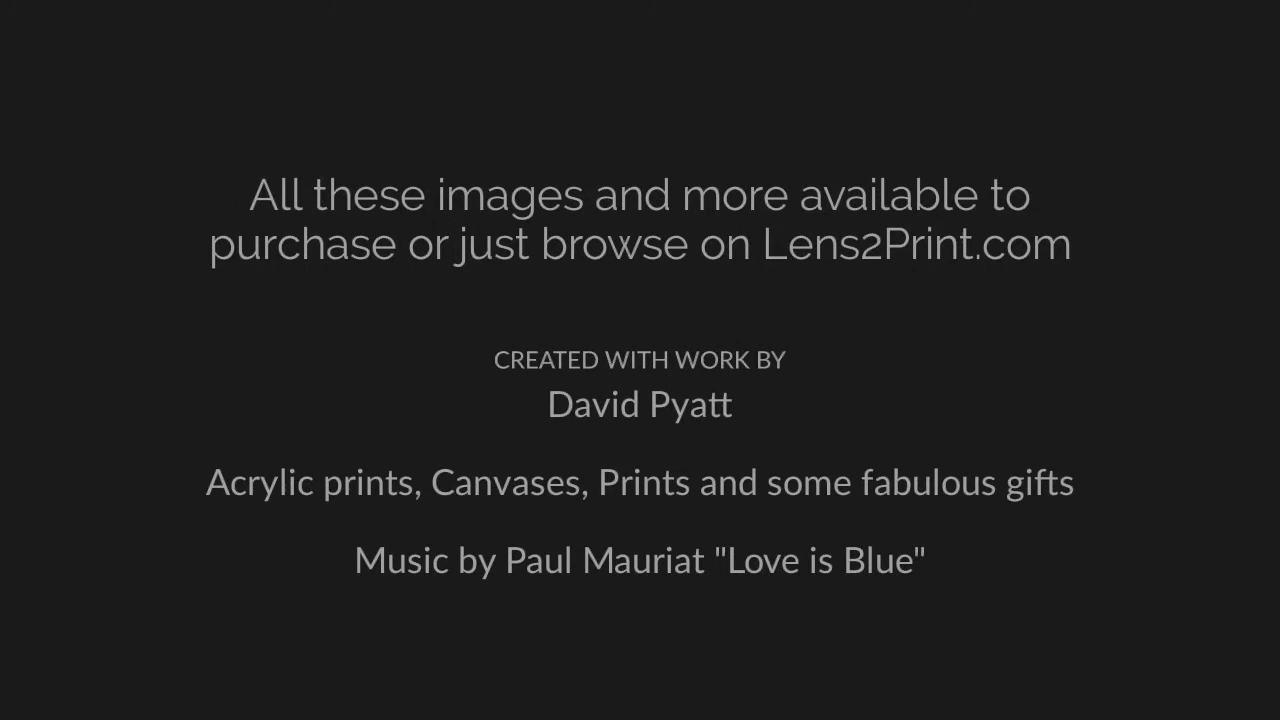 All these images and more available to
purchase or just browse on Lens2Print.com
CREATED WITH WORK BY
David Pyatt
Acrylic prints, Canvases, Prints and some fabulous gifts
Music by Paul Mauriat "Love is Blue"